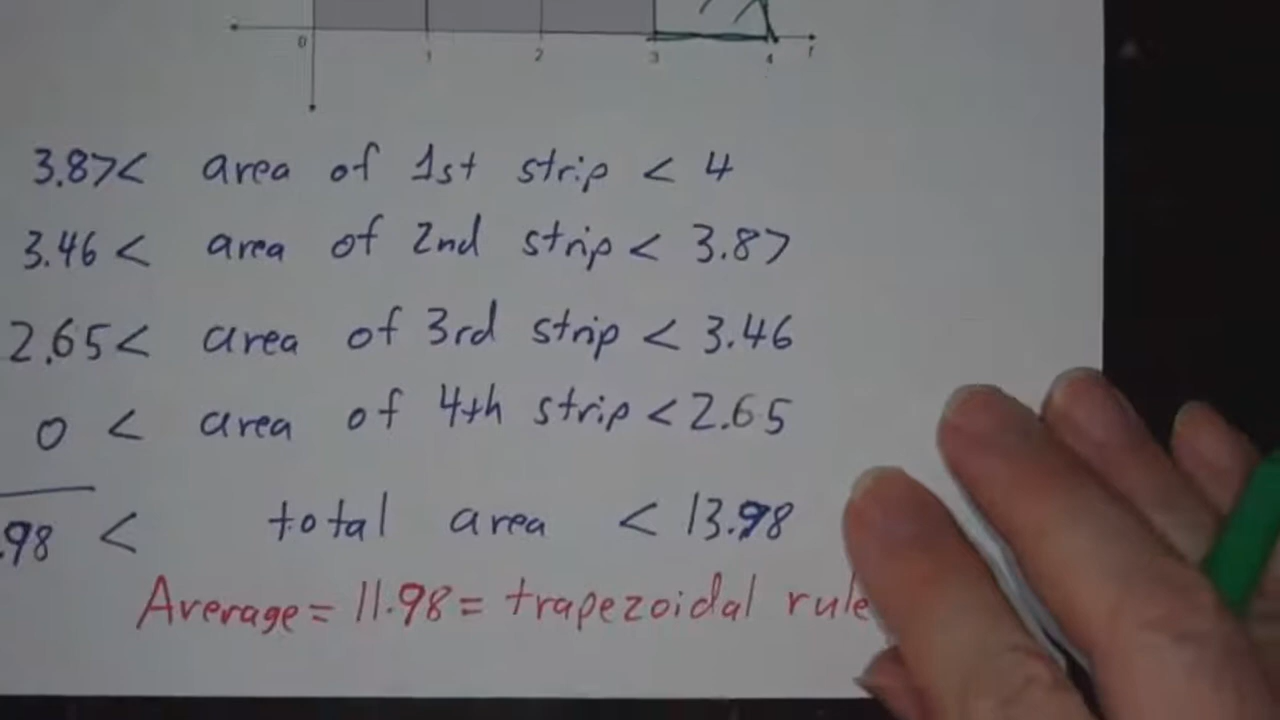 0 1 2 3 4
3.87< area of 1st strip < 4
3.46 < area of 2nd strip < 3.87
2.65< area of 3rd strip < 3.46
0 < area of 4th strip < 2.65
.98 < total area < 13.98
Average = 11.98 = trapezoidal rule